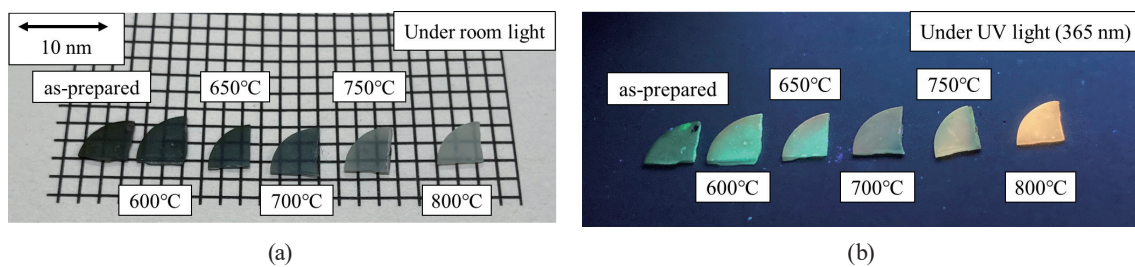 10 nm
Under room light
as-prepared
650℃
750℃
600℃
700℃
800℃
(a)
Under UV light (365 nm)
as-prepared
650℃
750℃
600℃
700℃
800℃
(b)